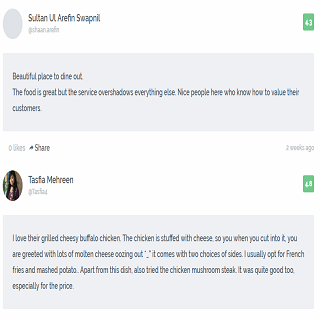 Sultan Ul Arefin Swapnil
4.3
@shaan.arefin
Beautiful place to dine out.
The food is great but the service overshadows everything else. Nice people here who know how to value their
customers.
0 likes Share
2 weeks ago
Tasfia Mehreen
4.8
@Tasfia4
I love their grilled cheesy buffalo chicken. The chicken is stuffed with cheese, so when you cut into it, you
are greeted with lots of molten cheese oozing out ^_^ it comes with two choices of sides. I usually opt for French
fries and mashed potato.. Apart from this dish, also tried the chicken mushroom steak. It was quite good too,
especially for the price.